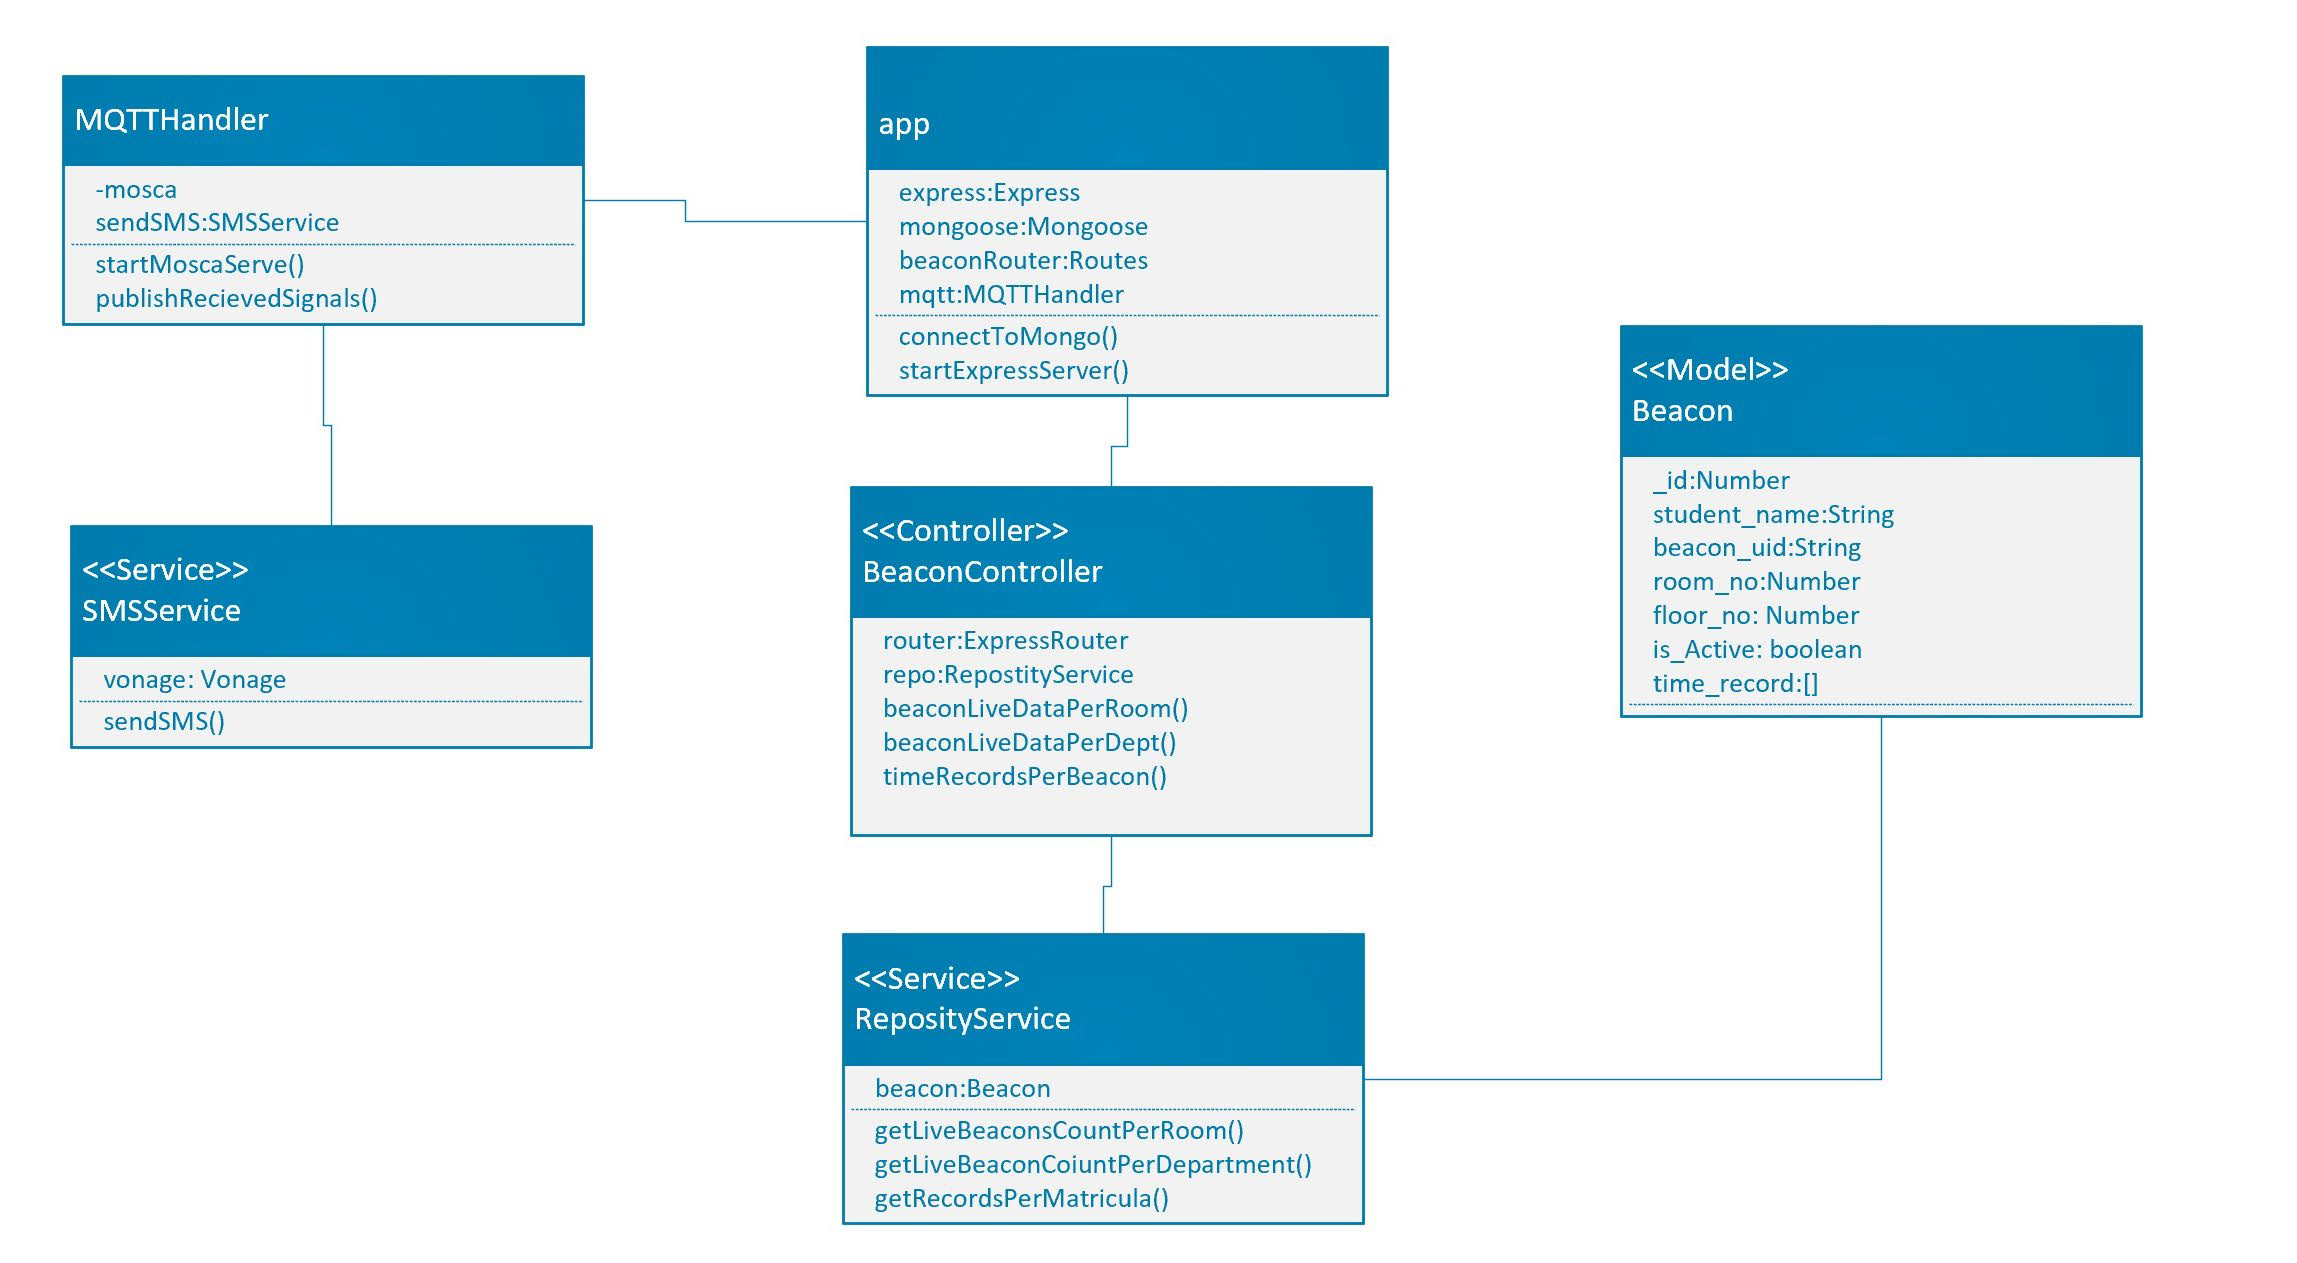 MQTTHandler
-mosca
sendSMS:SMSService
startMoscaServe()
publishRecievedSignals()
app
express:Express
mongoose:Mongoose
beaconRouter:Routes
mqtt:MQTTHandler
connectToMongo()
startExpressServer()
<<Model>>
Beacon
_id:Number
student_name:String
beacon_uid:String
room_no:Number
floor_no: Number
is_Active: boolean
time_record:[]
<<Service>>
SMSService
vonage: Vonage
sendSMS()
<<Controller>>
BeaconController
router:ExpressRouter
repo:RepostityService
beaconLiveDataPerRoom()
beaconLiveDataPerDept()
timeRecordsPerBeacon()
<<Service>>
ReposityService
beacon:Beacon
getLiveBeaconsCountPerRoom()
getLiveBeaconCoiuntPerDepartment()
getRecordsPerMatricula()